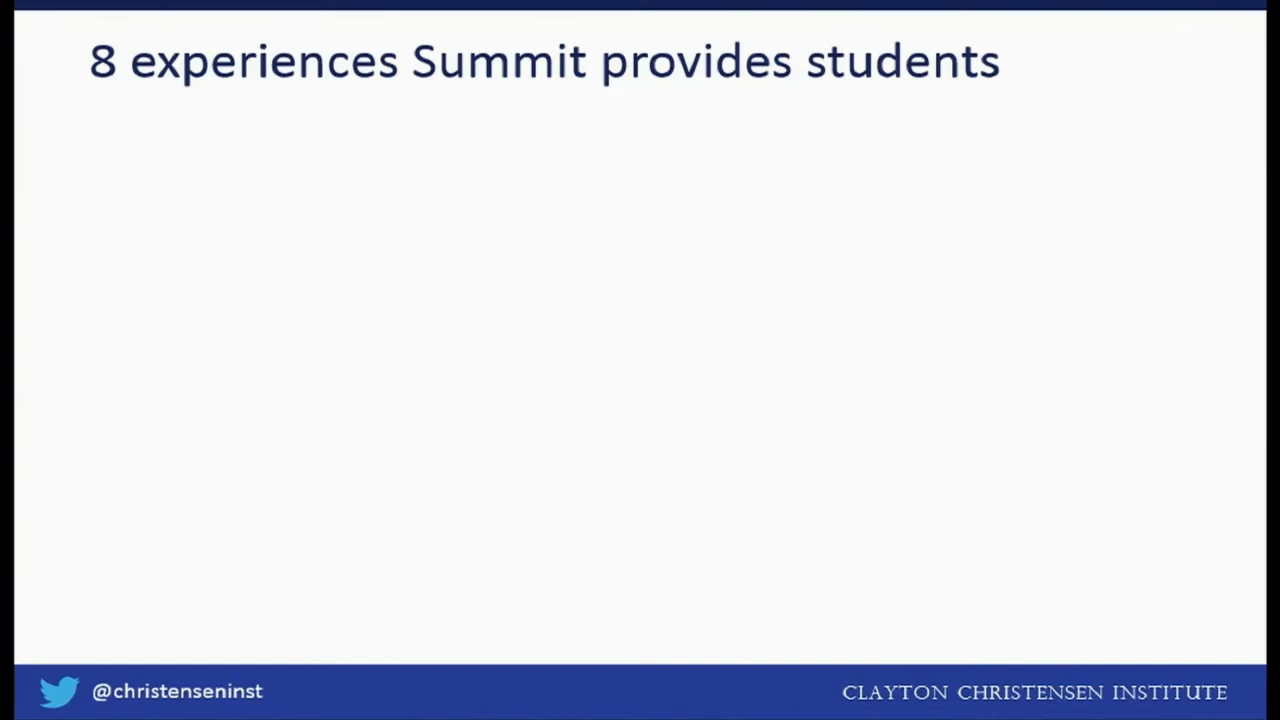 8 experiences Summit provides students
@christenseninst
CLAYTON CHRISTENSEN INSTITUTE